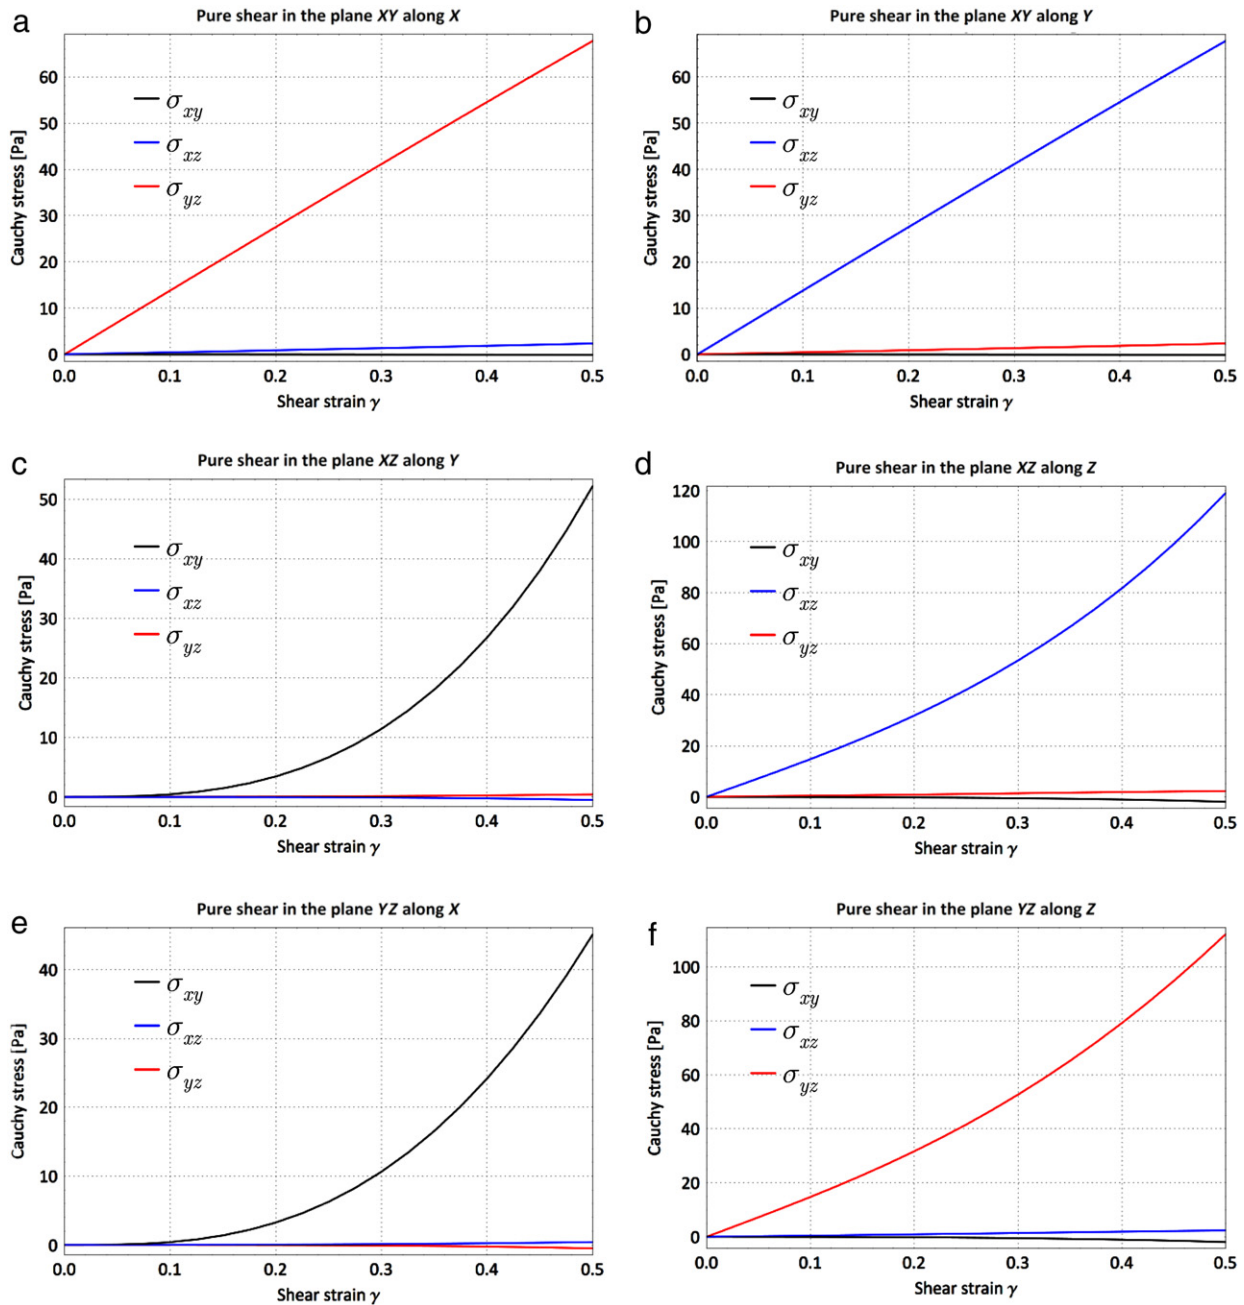 a
Pure shear in the plane XY along X
Cauchy stress [Pa]
60
50
40
30
20
10
0
σxy
σxz
σyz
0.0 0.1 0.2 0.3 0.4 0.5
Shear strain γ
b
Pure shear in the plane XY along Y
Cauchy stress [Pa]
60
50
40
30
20
10
0
σxy
σxz
σyz
0.0 0.1 0.2 0.3 0.4 0.5
Shear strain γ
c
Pure shear in the plane XZ along Y
Cauchy stress [Pa]
50
40
30
20
10
0
σxy
σxz
σyz
0.0 0.1 0.2 0.3 0.4 0.5
Shear strain γ
d
Pure shear in the plane XZ along Z
Cauchy stress [Pa]
120
100
80
60
40
20
0
σxy
σxz
σyz
0.0 0.1 0.2 0.3 0.4 0.5
Shear strain γ
e
Pure shear in the plane YZ along X
Cauchy stress [Pa]
40
30
20
10
0
σxy
σxz
σyz
0.0 0.1 0.2 0.3 0.4 0.5
Shear strain γ
f
Pure shear in the plane YZ along Z
Cauchy stress [Pa]
100
80
60
40
20
0
σxy
σxz
σyz
0.0 0.1 0.2 0.3 0.4 0.5
Shear strain γ